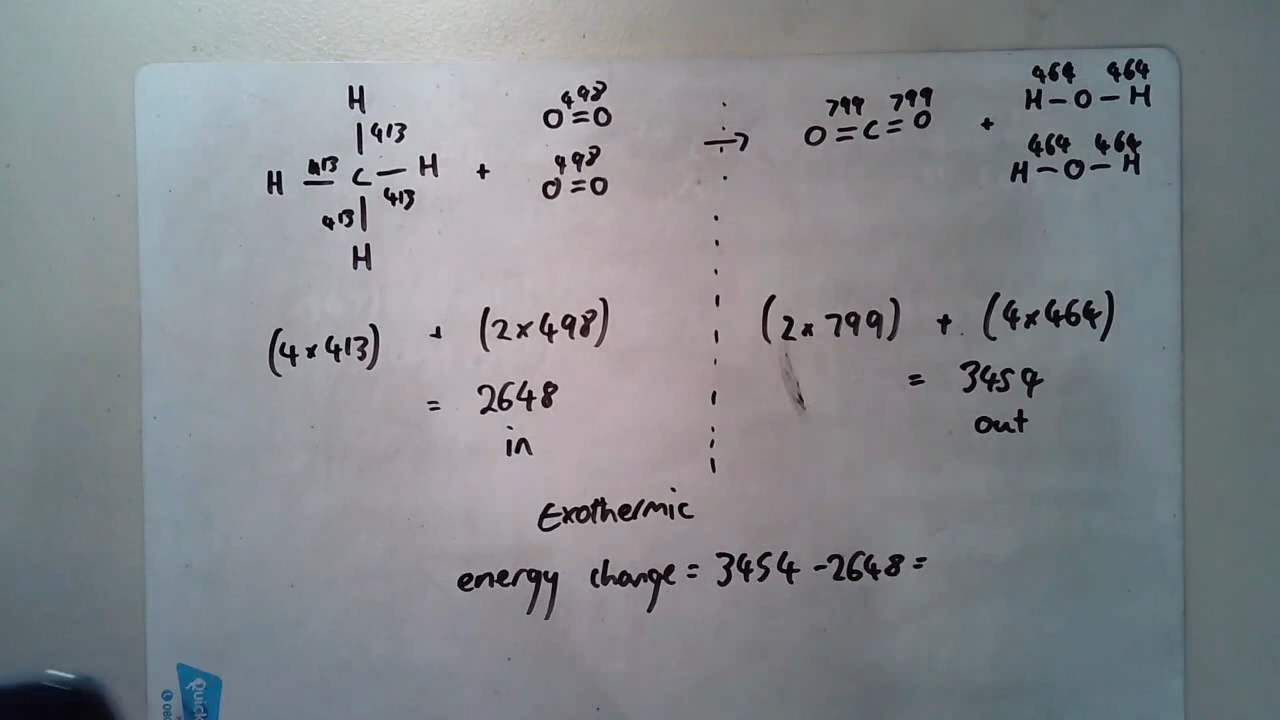 H
413
H 413 C H
413
413
H
+
498
O=O
498
O=O
→
799 799
O=C=O
+
464 464
H-O-H
464 464
H-O-H
(4×413) + (2×498)
= 2648
in
(2×799) + (4×464)
= 3454
out
Exothermic
energy change = 3454 - 2648 =
Quick